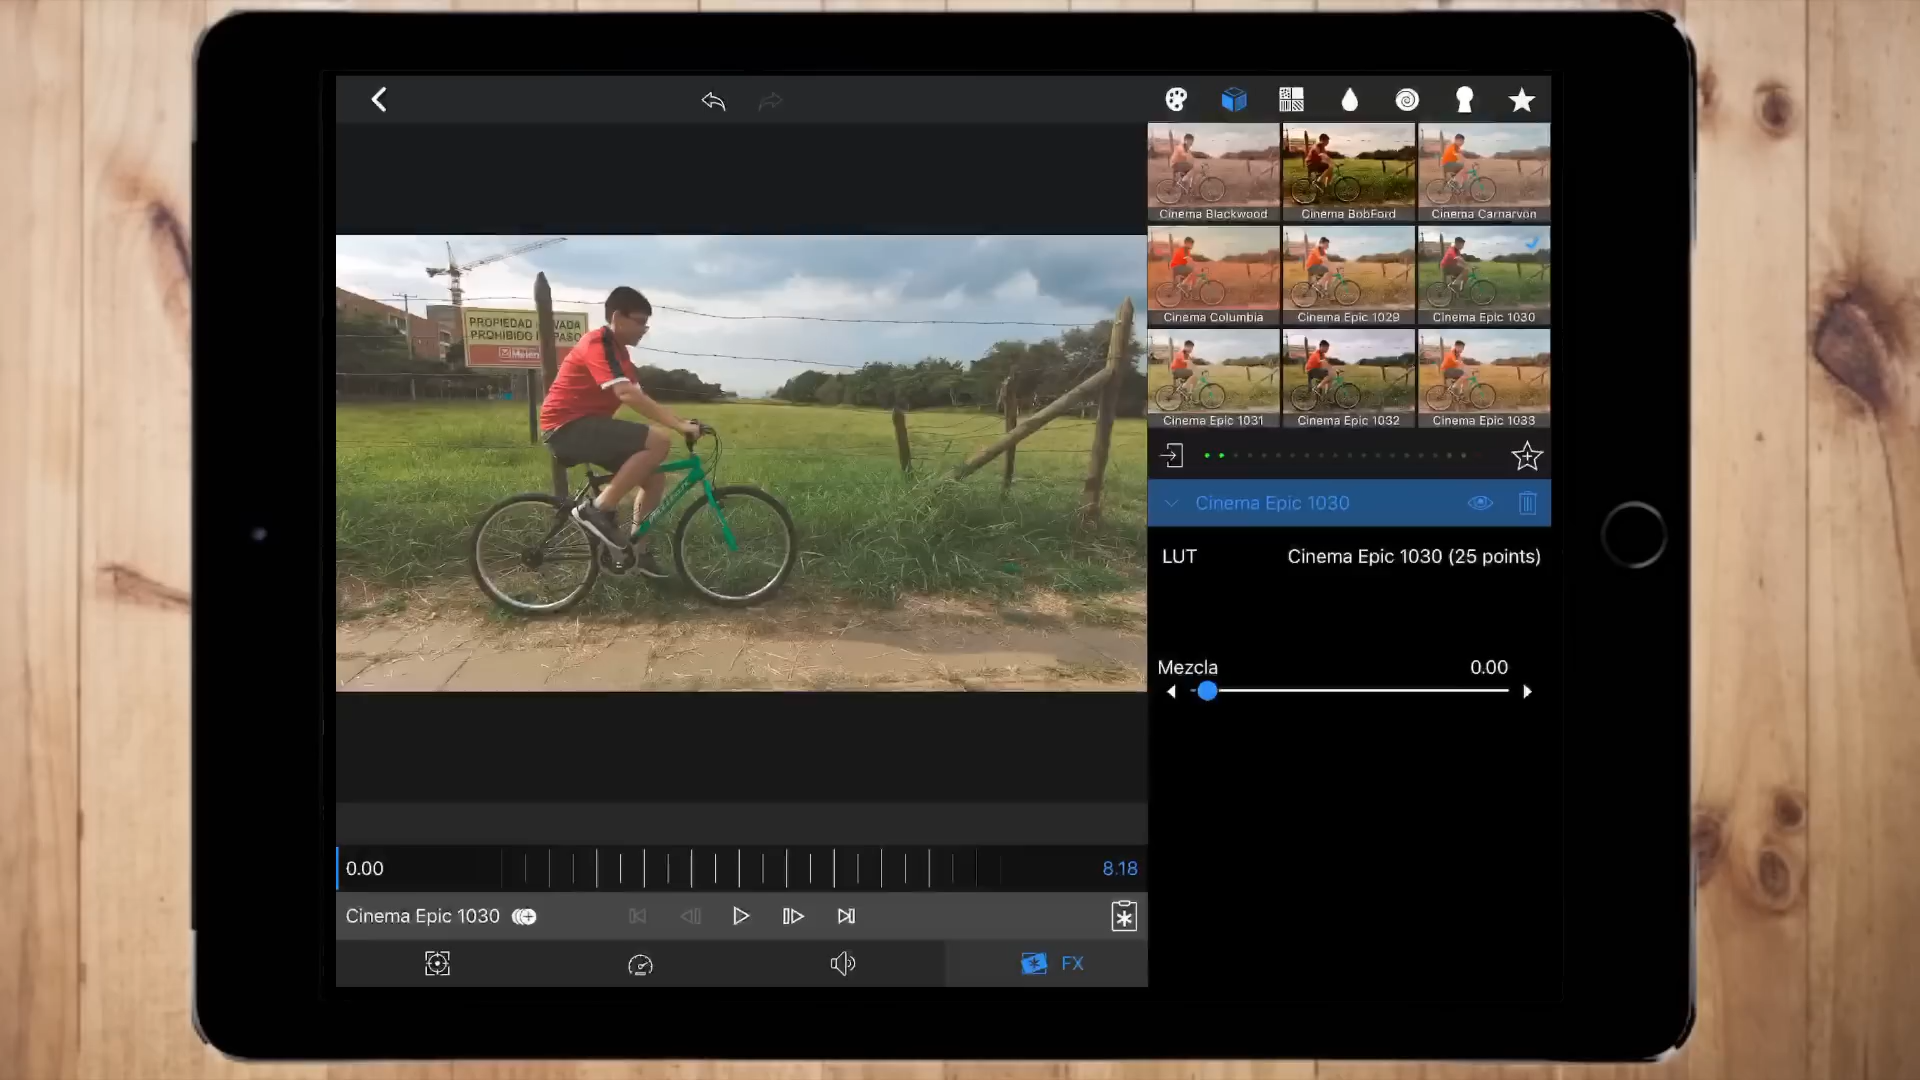 PROPIEDAD
PROHIBIDO
Cinema Blackwood
Cinema BobFord
Cinema Carnarvon
Cinema Columbia
Cinema Epic 1029
Cinema Epic 1030
Cinema Epic 1031
Cinema Epic 1032
Cinema Epic 1033
Cinema Epic 1030
LUT
Cinema Epic 1030 (25 points)
Mezcla
0.00
0.00
8.18
Cinema Epic 1030
FX